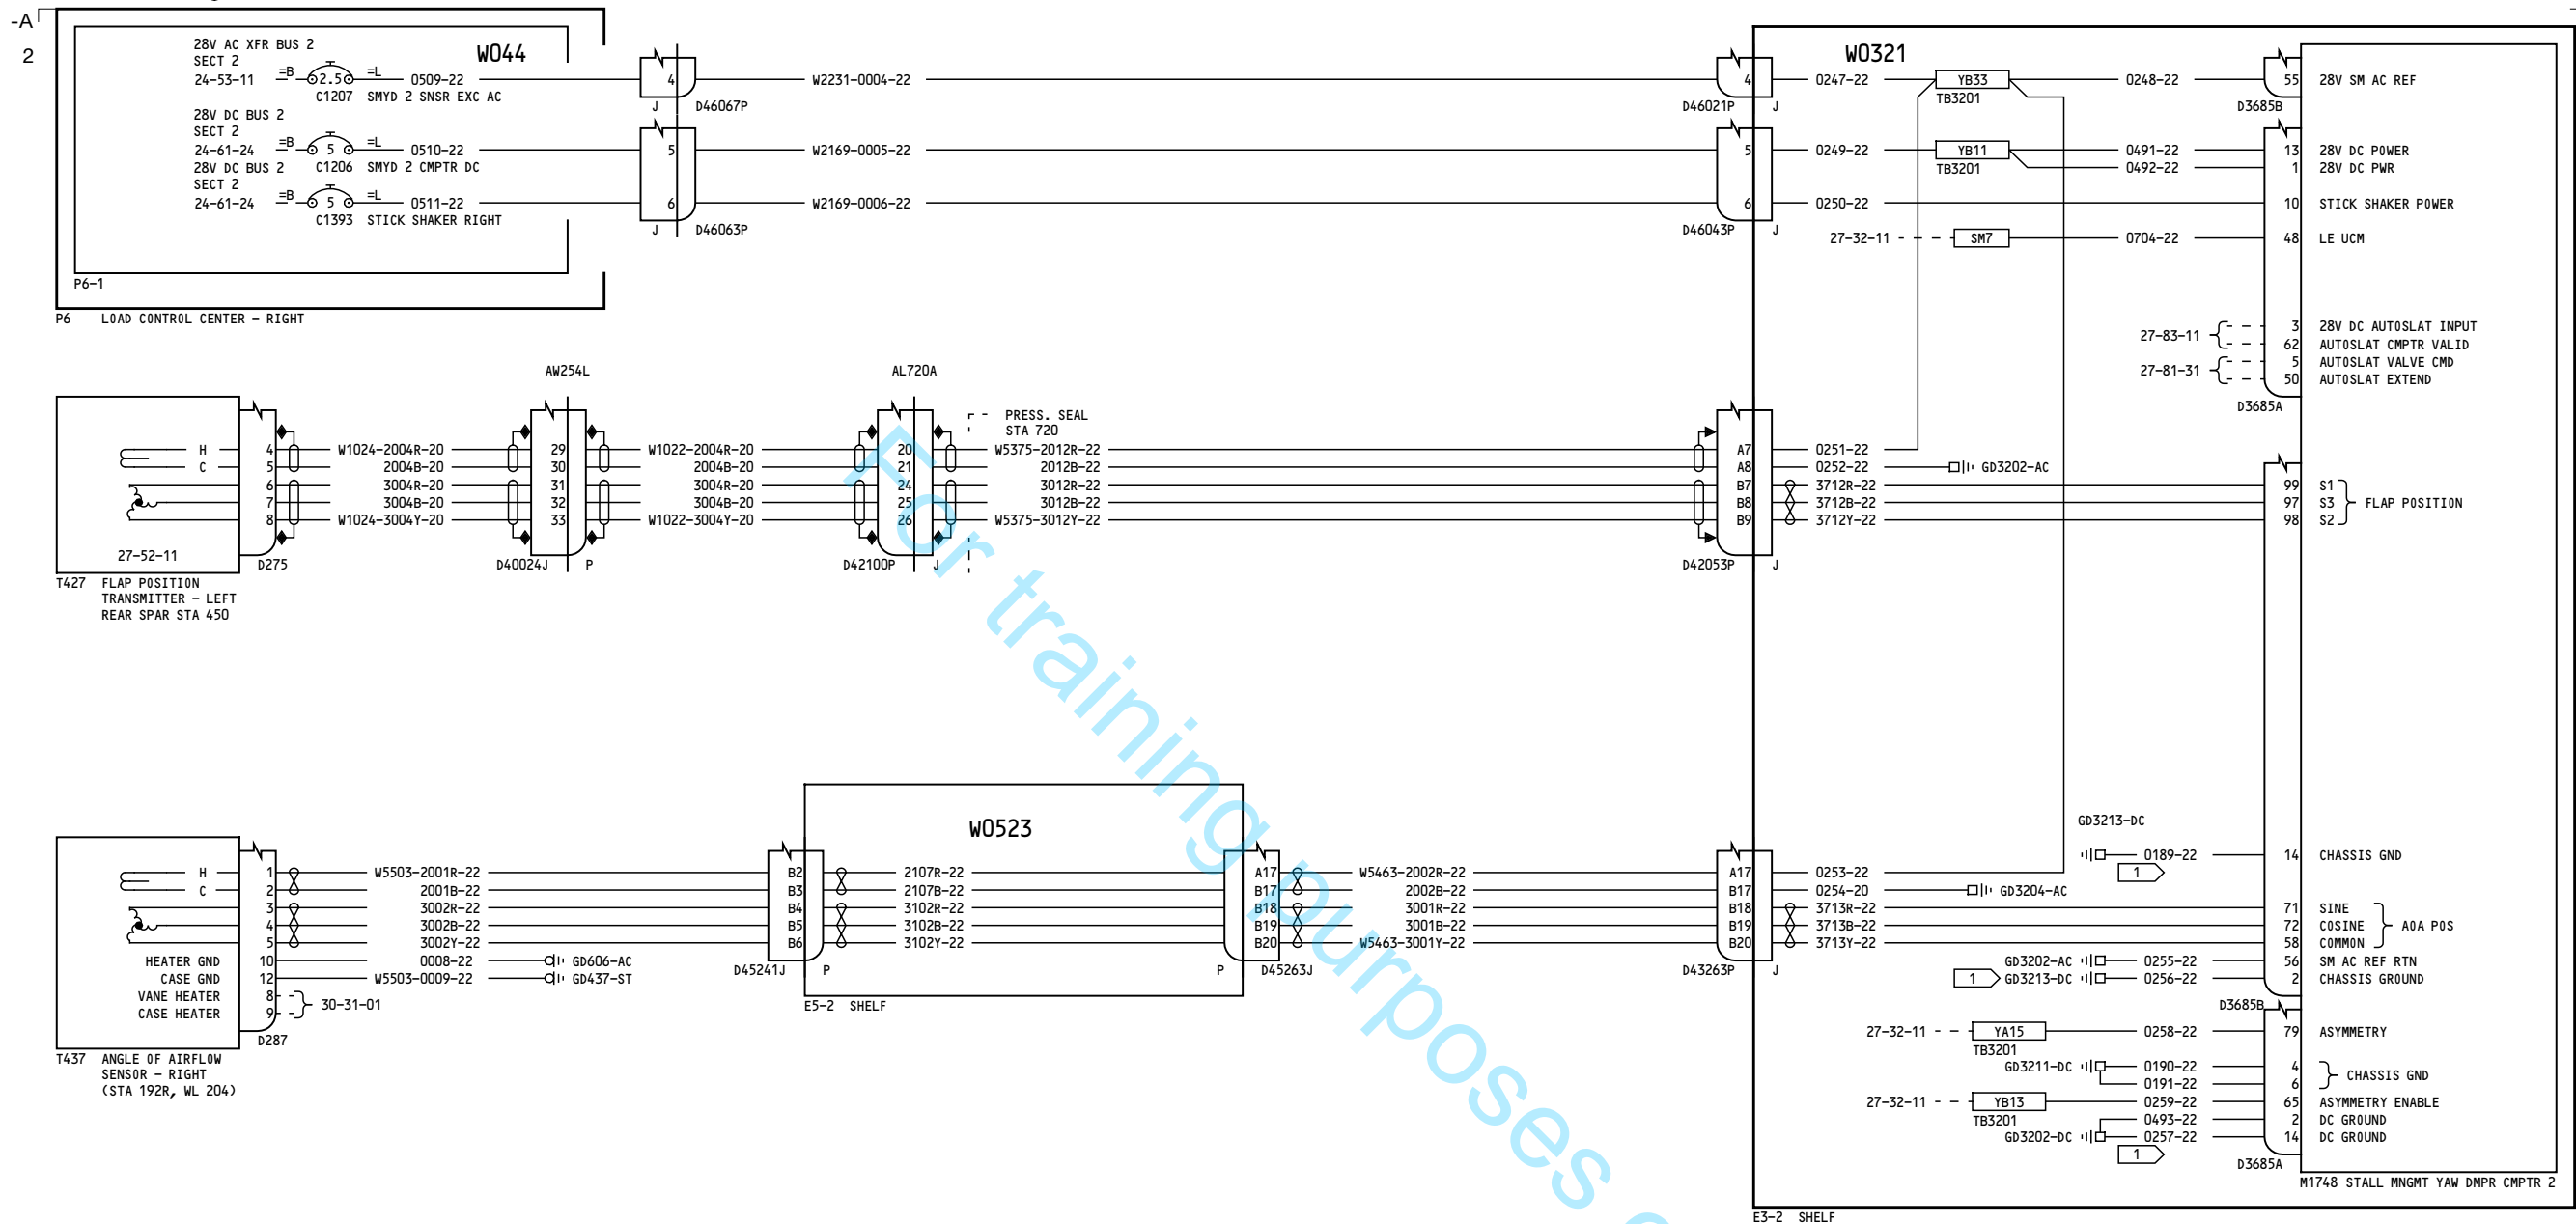 -A
2
28V AC XFR BUS 2
SECT 2
W044
24-53-11 =B 2.5 =L 0509-22 4 W2231-0004-22
C1207 SMYD 2 SNSR EXC AC
J D46067P
28V DC BUS 2
SECT 2
24-61-24 =B 5 =L 0510-22 5 W2169-0005-22
28V DC BUS 2 C1206 SMYD 2 CMPTR DC
SECT 2
24-61-24 =B 5 =L 0511-22 6 W2169-0006-22
C1393 STICK SHAKER RIGHT
J D46063P
P6-1
P6 LOAD CONTROL CENTER - RIGHT
W0321
4 0247-22 YB33 0248-22 55 28V SM AC REF
D46021P J TB3201 D3685B
5 0249-22 YB11 0491-22 13 28V DC POWER
TB3201 0492-22 1 28V DC PWR
6 0250-22 10 STICK SHAKER POWER
D46043P J
27-32-11 SM7 0704-22 48 LE UCM
27-83-11 3 28V DC AUTOSLAT INPUT
62 AUTOSLAT CMPTR VALID
27-81-31 5 AUTOSLAT VALVE CMD
50 AUTOSLAT EXTEND
D3685A
AW254L AL720A
PRESS. SEAL
STA 720
H 4 W1024-2004R-20 29 W1022-2004R-20 20 W5375-2012R-22 A7 0251-22
C 5 2004B-20 30 2004B-20 21 2012B-22 A8 0252-22 GD3202-AC
6 3004R-20 31 3004R-20 24 3012R-22 B7 3712R-22 99 S1
7 3004B-20 32 3004B-20 25 3012B-22 B8 3712B-22 97 S3 FLAP POSITION
8 W1024-3004Y-20 33 W1022-3004Y-20 26 W5375-3012Y-22 B9 3712Y-22 98 S2
27-52-11
D275 D40024J P D42100P J D42053P J
T427 FLAP POSITION
TRANSMITTER - LEFT
REAR SPAR STA 450
W0523
GD3213-DC
0189-22 14 CHASSIS GND
1
H 1 W5503-2001R-22 B2 2107R-22 A17 W5463-2002R-22 A17 0253-22
C 2 2001B-22 B3 2107B-22 B17 2002B-22 B17 0254-20 GD3204-AC
3 3002R-22 B4 3102R-22 B18 3001R-22 B18 3713R-22 71 SINE
4 3002B-22 B5 3102B-22 B19 3001B-22 B19 3713B-22 72 COSINE AOA POS
5 3002Y-22 B6 3102Y-22 B20 W5463-3001Y-22 B20 3713Y-22 58 COMMON
HEATER GND 10 0008-22 GD606-AC
D45241J P P D45263J D43263P J
GD3202-AC 0255-22 56 SM AC REF RTN
CASE GND 12 W5503-0009-22 GD437-ST
1 GD3213-DC 0256-22 2 CHASSIS GROUND
VANE HEATER 8
CASE HEATER 9
30-31-01
E5-2 SHELF
D287
D3685B
T437 ANGLE OF AIRFLOW
SENSOR - RIGHT
(STA 192R, WL 204)
27-32-11 YA15 0258-22 79 ASYMMETRY
TB3201
GD3211-DC 0190-22 4
0191-22 6 CHASSIS GND
27-32-11 YB13 0259-22 65 ASYMMETRY ENABLE
TB3201 0493-22 2 DC GROUND
GD3202-DC 0257-22 14 DC GROUND
1
D3685A
M1748 STALL MNGMT YAW DMPR CMPTR 2
E3-2 SHELF
For training purposes